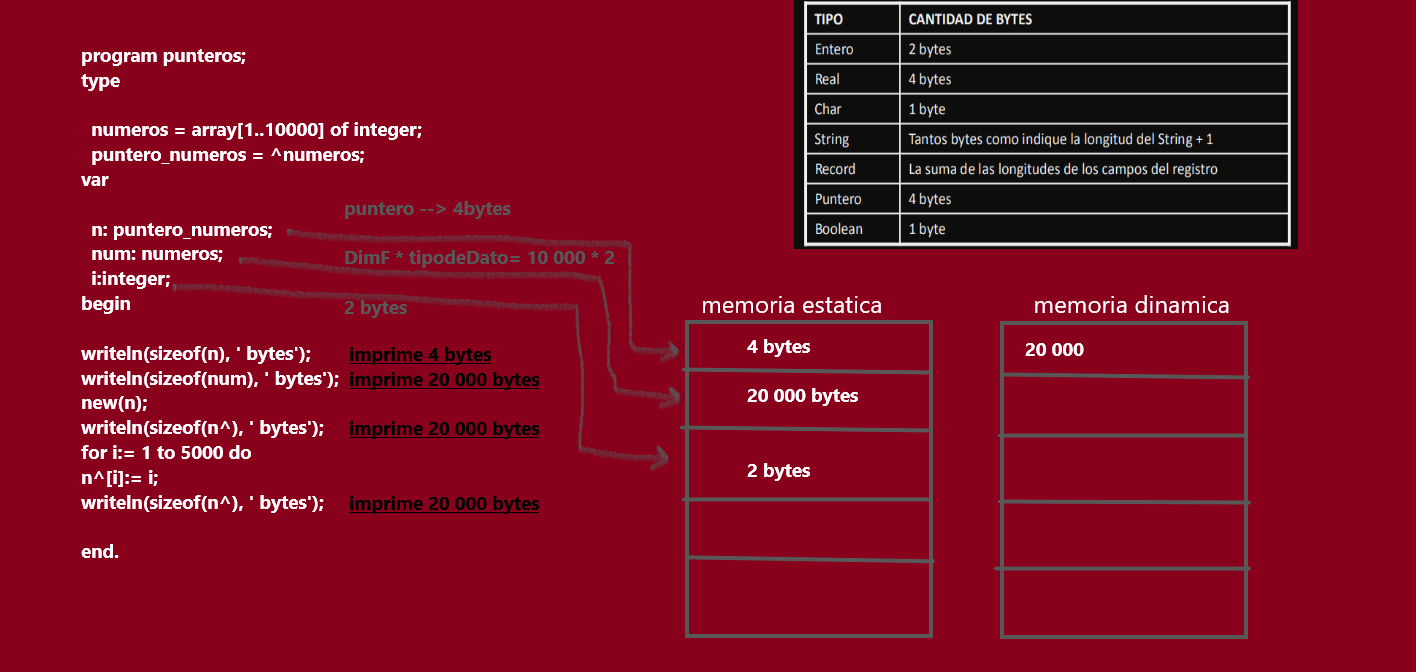 program punteros;
type
numeros = array[1..10000] of integer;
puntero_numeros = ^numeros;
var
puntero --> 4bytes
n: puntero_numeros;
num: numeros;
DimF * tipodeDato= 10 000 * 2
i:integer;
begin
2 bytes
writeln(sizeof(n), ' bytes'); imprime 4 bytes
writeln(sizeof(num), ' bytes'); imprime 20 000 bytes
new(n);
writeln(sizeof(n^), ' bytes'); imprime 20 000 bytes
for i:= 1 to 5000 do
n^[i]:= i;
writeln(sizeof(n^), ' bytes'); imprime 20 000 bytes
end.
TIPO CANTIDAD DE BYTES
Entero 2 bytes
Real 4 bytes
Char 1 byte
String Tantos bytes como indique la longitud del String + 1
Record La suma de las longitudes de los campos del registro
Puntero 4 bytes
Boolean 1 byte
memoria estatica
4 bytes
20 000 bytes
2 bytes
memoria dinamica
20 000